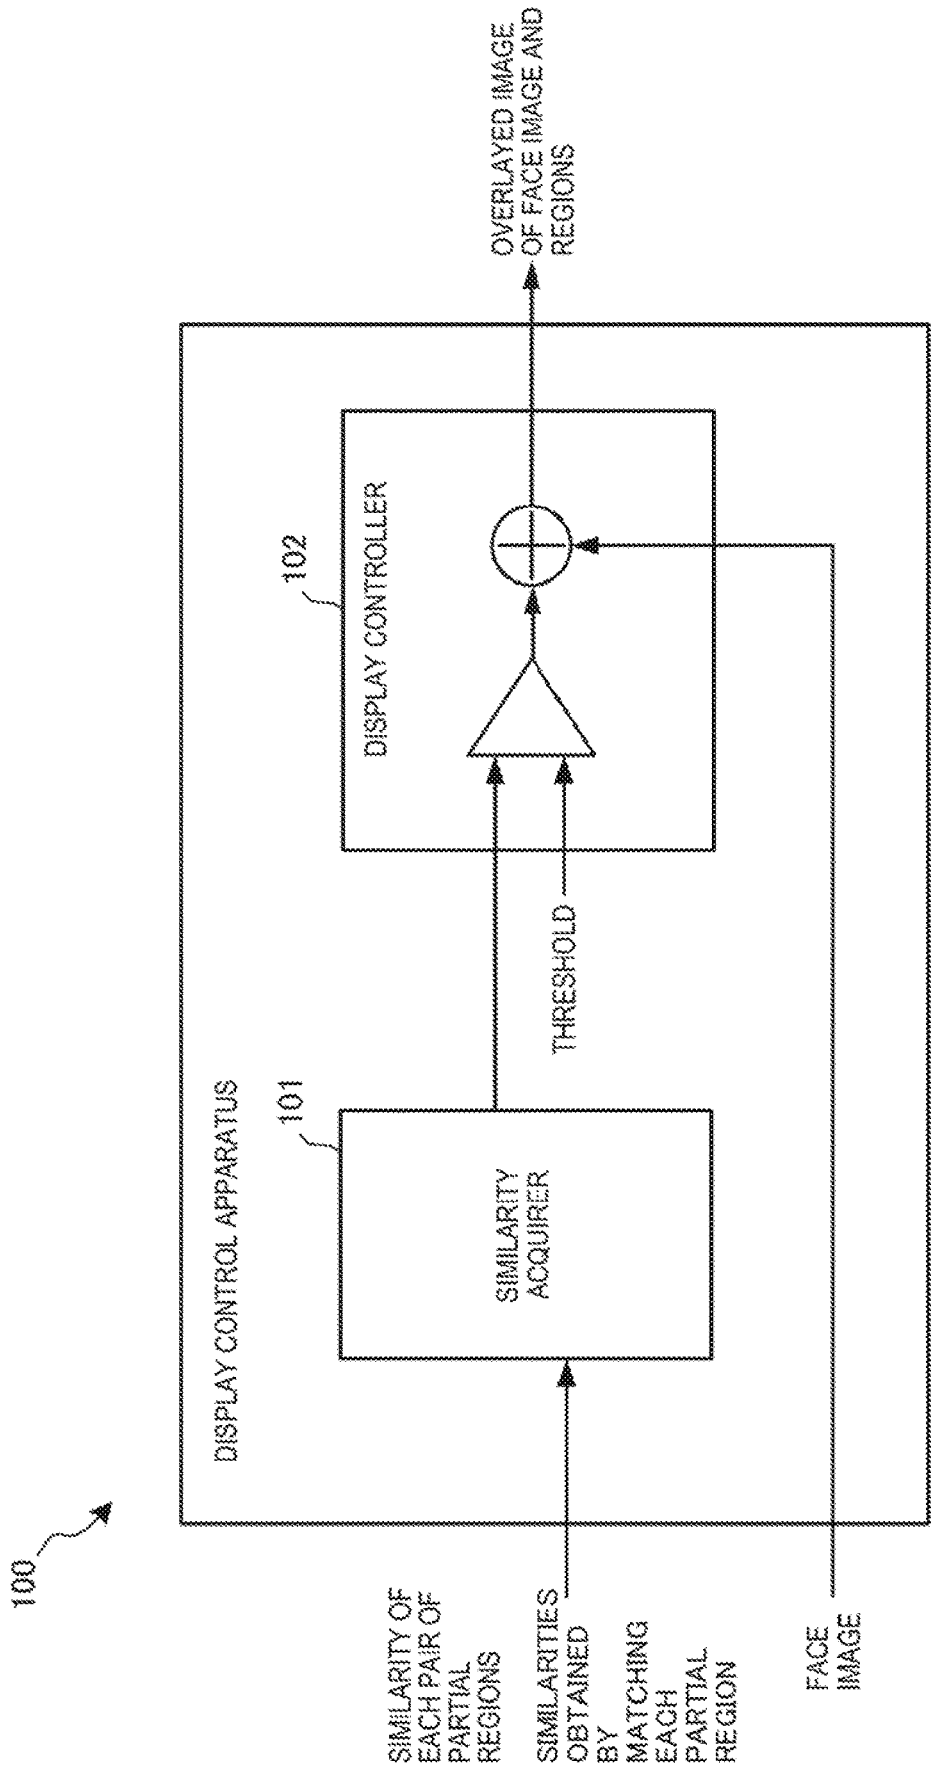 100
DISPLAY CONTROL APPARATUS
SIMILARITY OF
EACH PAIR OF
PARTIAL
REGIONS
SIMILARITIES
OBTAINED
BY
MATCHING
EACH
PARTIAL
REGION
FACE
IMAGE
101
SIMILARITY
ACQUIRER
THRESHOLD
102
DISPLAY CONTROLLER
OVERLAYED IMAGE
OF FACE IMAGE AND
REGIONS